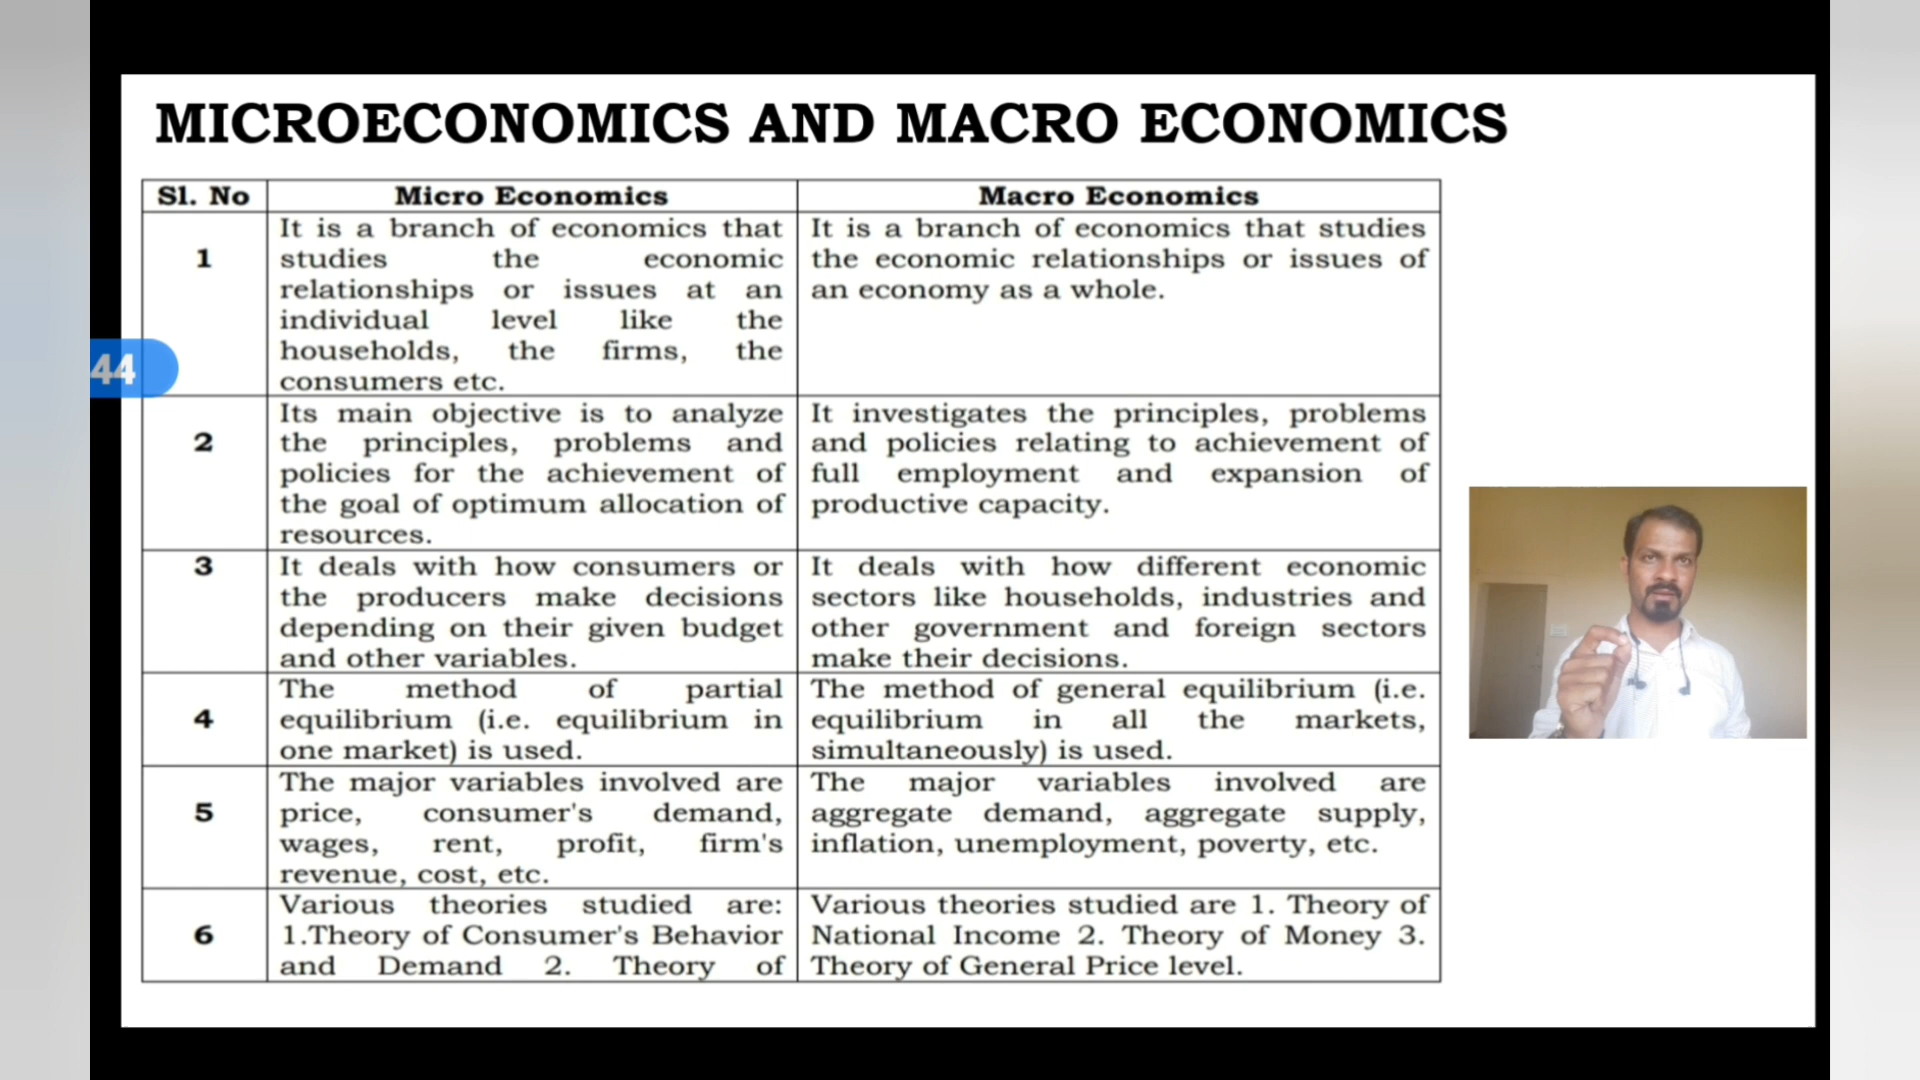 MICROECONOMICS AND MACRO ECONOMICS
Sl. No
Micro Economics
Macro Economics
1
It is a branch of economics that
studies the economic
relationships or issues at an
individual level like the
households, the firms, the
consumers etc.
It is a branch of economics that studies
the economic relationships or issues of
an economy as a whole.
44
2
Its main objective is to analyze
the principles, problems and
policies for the achievement of
the goal of optimum allocation of
resources.
It investigates the principles, problems
and policies relating to achievement of
full employment and expansion of
productive capacity.
3
It deals with how consumers or
the producers make decisions
depending on their given budget
and other variables.
It deals with how different economic
sectors like households, industries and
other government and foreign sectors
make their decisions.
4
The method of partial
equilibrium (i.e. equilibrium in
one market) is used.
The method of general equilibrium (i.e.
equilibrium in all the markets,
simultaneously) is used.
5
The major variables involved are
price, consumer's demand,
wages, rent, profit, firm's
revenue, cost, etc.
The major variables involved are
aggregate demand, aggregate supply,
inflation, unemployment, poverty, etc.
6
Various theories studied are:
1.Theory of Consumer's Behavior
and Demand 2. Theory of
Various theories studied are 1. Theory of
National Income 2. Theory of Money 3.
Theory of General Price level.